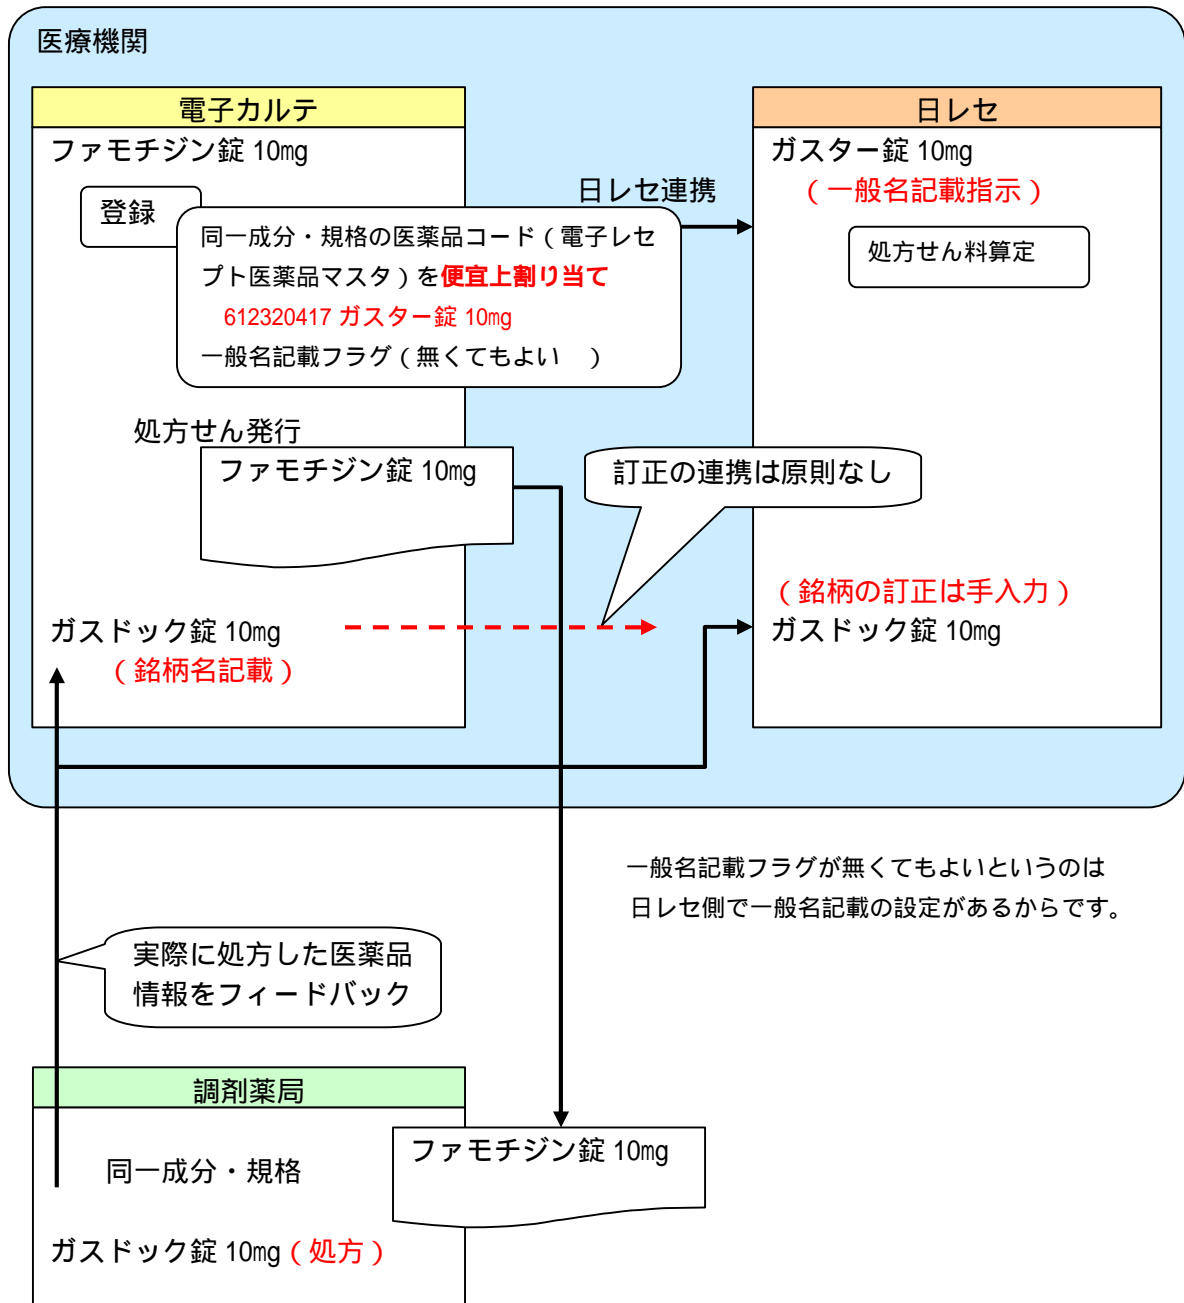 医療機関
電子カルテ
ファモチジン錠 10mg
登録
同一成分・規格の医薬品コード（電子レセ
プト医薬品マスタ）を便宜上割り当て
612320417 ガスター錠 10mg
一般名記載フラグ（無くてもよい　）
日レセ連携
日レセ
ガスター錠 10mg
（一般名記載指示）
処方せん料算定
処方せん発行
ファモチジン錠 10mg
訂正の連携は原則なし
（銘柄の訂正は手入力）
ガスドック錠 10mg
ガスドック錠 10mg
（銘柄名記載）
一般名記載フラグが無くてもよいというのは
日レセ側で一般名記載の設定があるからです。
実際に処方した医薬品
情報をフィードバック
調剤薬局
ファモチジン錠 10mg
同一成分・規格
ガスドック錠 10mg（処方）